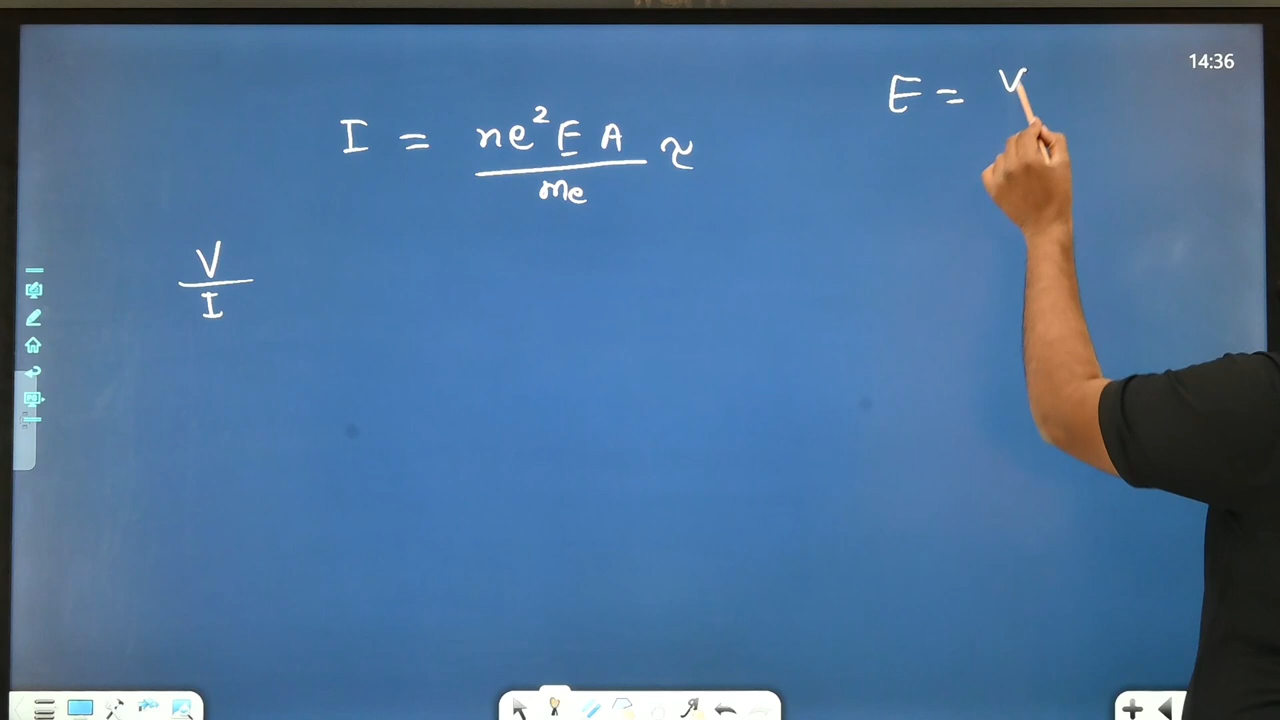 14:36
E = V
I = ne²EA/me τ
V/I